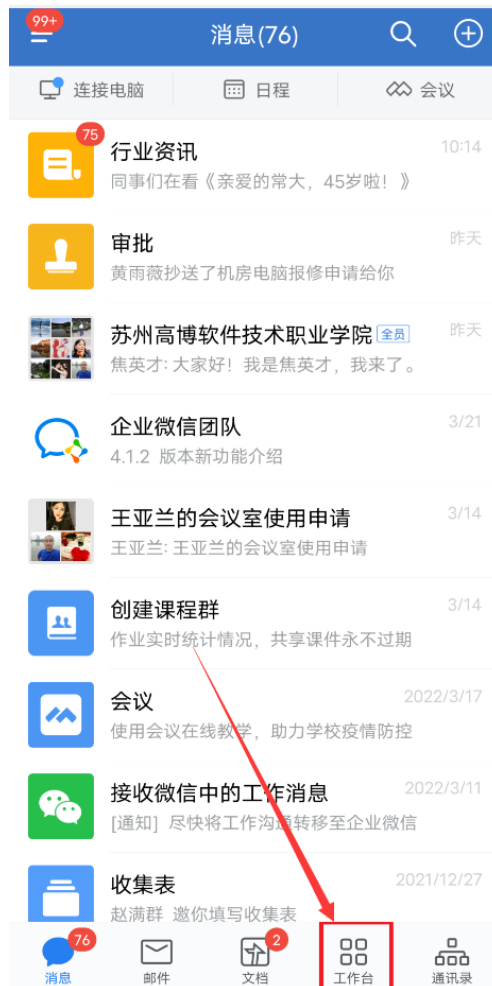 99+
消息(76)
连接电脑
日程
会议
75
行业资讯
10:14
同事们在看《亲爱的常大，45岁啦！》
审批
昨天
黄雨薇抄送了机房电脑报修申请给你
苏州高博软件技术职业学院 全员
昨天
焦英才: 大家好！我是焦英才，我来了。
企业微信团队
3/21
4.1.2 版本新功能介绍
王亚兰的会议室使用申请
3/14
王亚兰: 王亚兰的会议室使用申请
创建课程群
3/14
作业实时统计情况，共享课件永不过期
会议
2022/3/17
使用会议在线教学，助力学校疫情防控
接收微信中的工作消息
2022/3/11
[通知] 尽快将工作沟通转移至企业微信
收集表
2021/12/27
赵满群 邀你填写收集表
76
2
消息
邮件
文档
工作台
通讯录